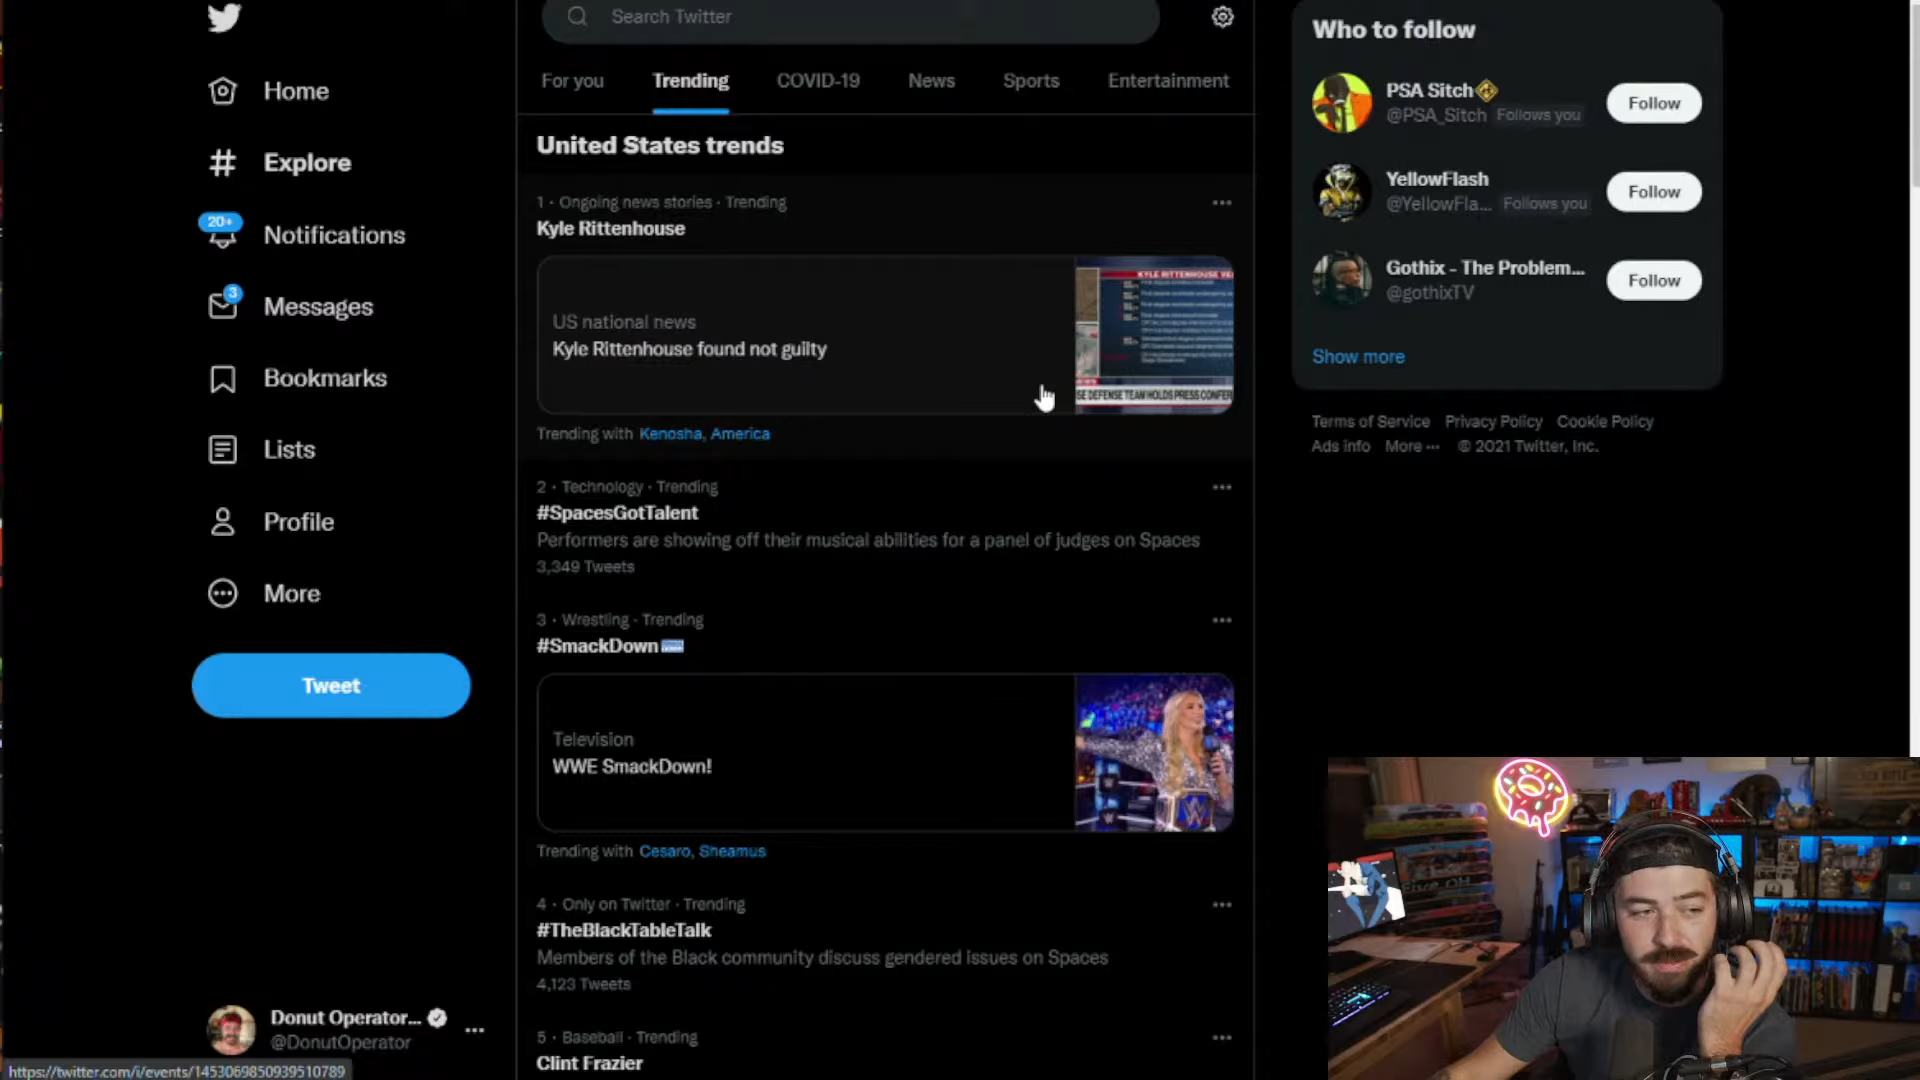 Search Twitter
For you
Trending
COVID-19
News
Sports
Entertainment
United States trends
1 · Ongoing news stories · Trending
Kyle Rittenhouse
US national news
Kyle Rittenhouse found not guilty
SE DEFENSE TEAM HOLDS PRESS CONFER
Trending with Kenosha, America
2 · Technology · Trending
#SpacesGotTalent
Performers are showing off their musical abilities for a panel of judges on Spaces
3,349 Tweets
3 · Wrestling · Trending
#SmackDown
Television
WWE SmackDown!
Trending with Cesaro, Sheamus
4 · Only on Twitter · Trending
#TheBlackTableTalk
Members of the Black community discuss gendered issues on Spaces
4,123 Tweets
5 · Baseball · Trending
Clint Frazier
Home
Explore
20+
Notifications
3
Messages
Bookmarks
Lists
Profile
More
Tweet
Donut Operator...
@DonutOperator
https://twitter.com/i/events/1453069850939510789
Who to follow
PSA Sitch
@PSA_Sitch Follows you
Follow
YellowFlash
@YellowFla... Follows you
Follow
Gothix - The Problem...
@gothixTV
Follow
Show more
Terms of Service Privacy Policy Cookie Policy
Ads info More ··· © 2021 Twitter, Inc.